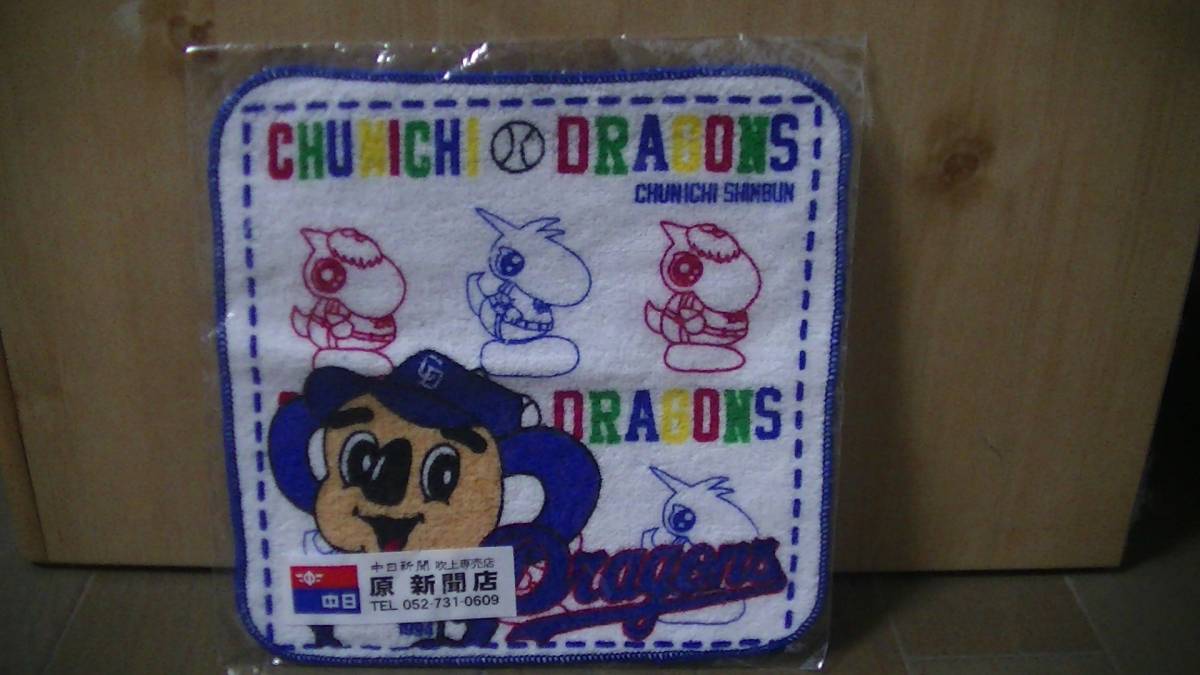 CHUNICHI DRAGONS
CHUNICHI SHINBUN
DRAGONS
Dragons
中日新聞 吹上専売店
原 新聞店
中日
TEL 052-731-0609